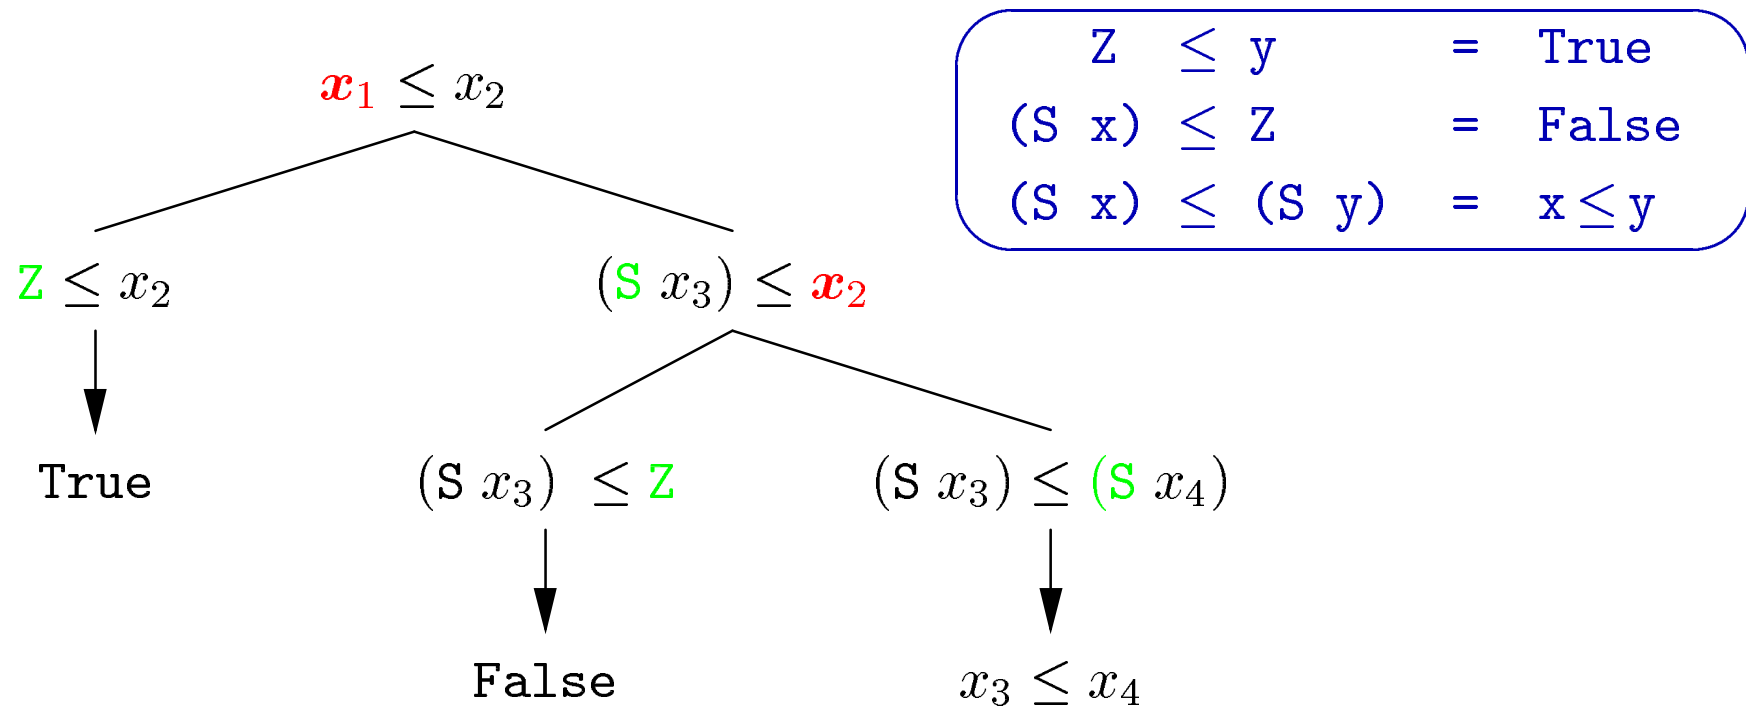 x₁ ≤ x₂
Z ≤ y = True
(S x) ≤ Z = False
(S x) ≤ (S y) = x ≤ y
Z ≤ x₂
(S x₃) ≤ x₂
True
(S x₃) ≤ Z
(S x₃) ≤ (S x₄)
False
x₃ ≤ x₄